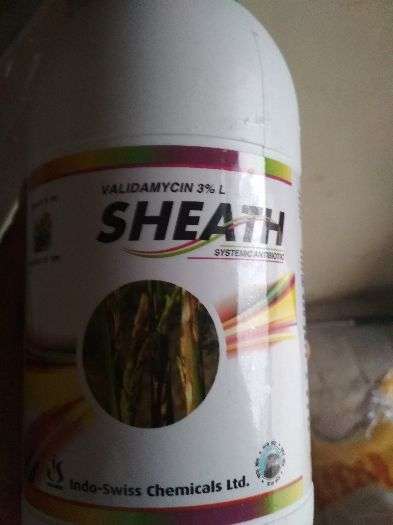 VALIDAMYCIN 3% L
SHEATH
SYSTEMIC ANTIBIOTIC
Indo-Swiss Chemicals Ltd.